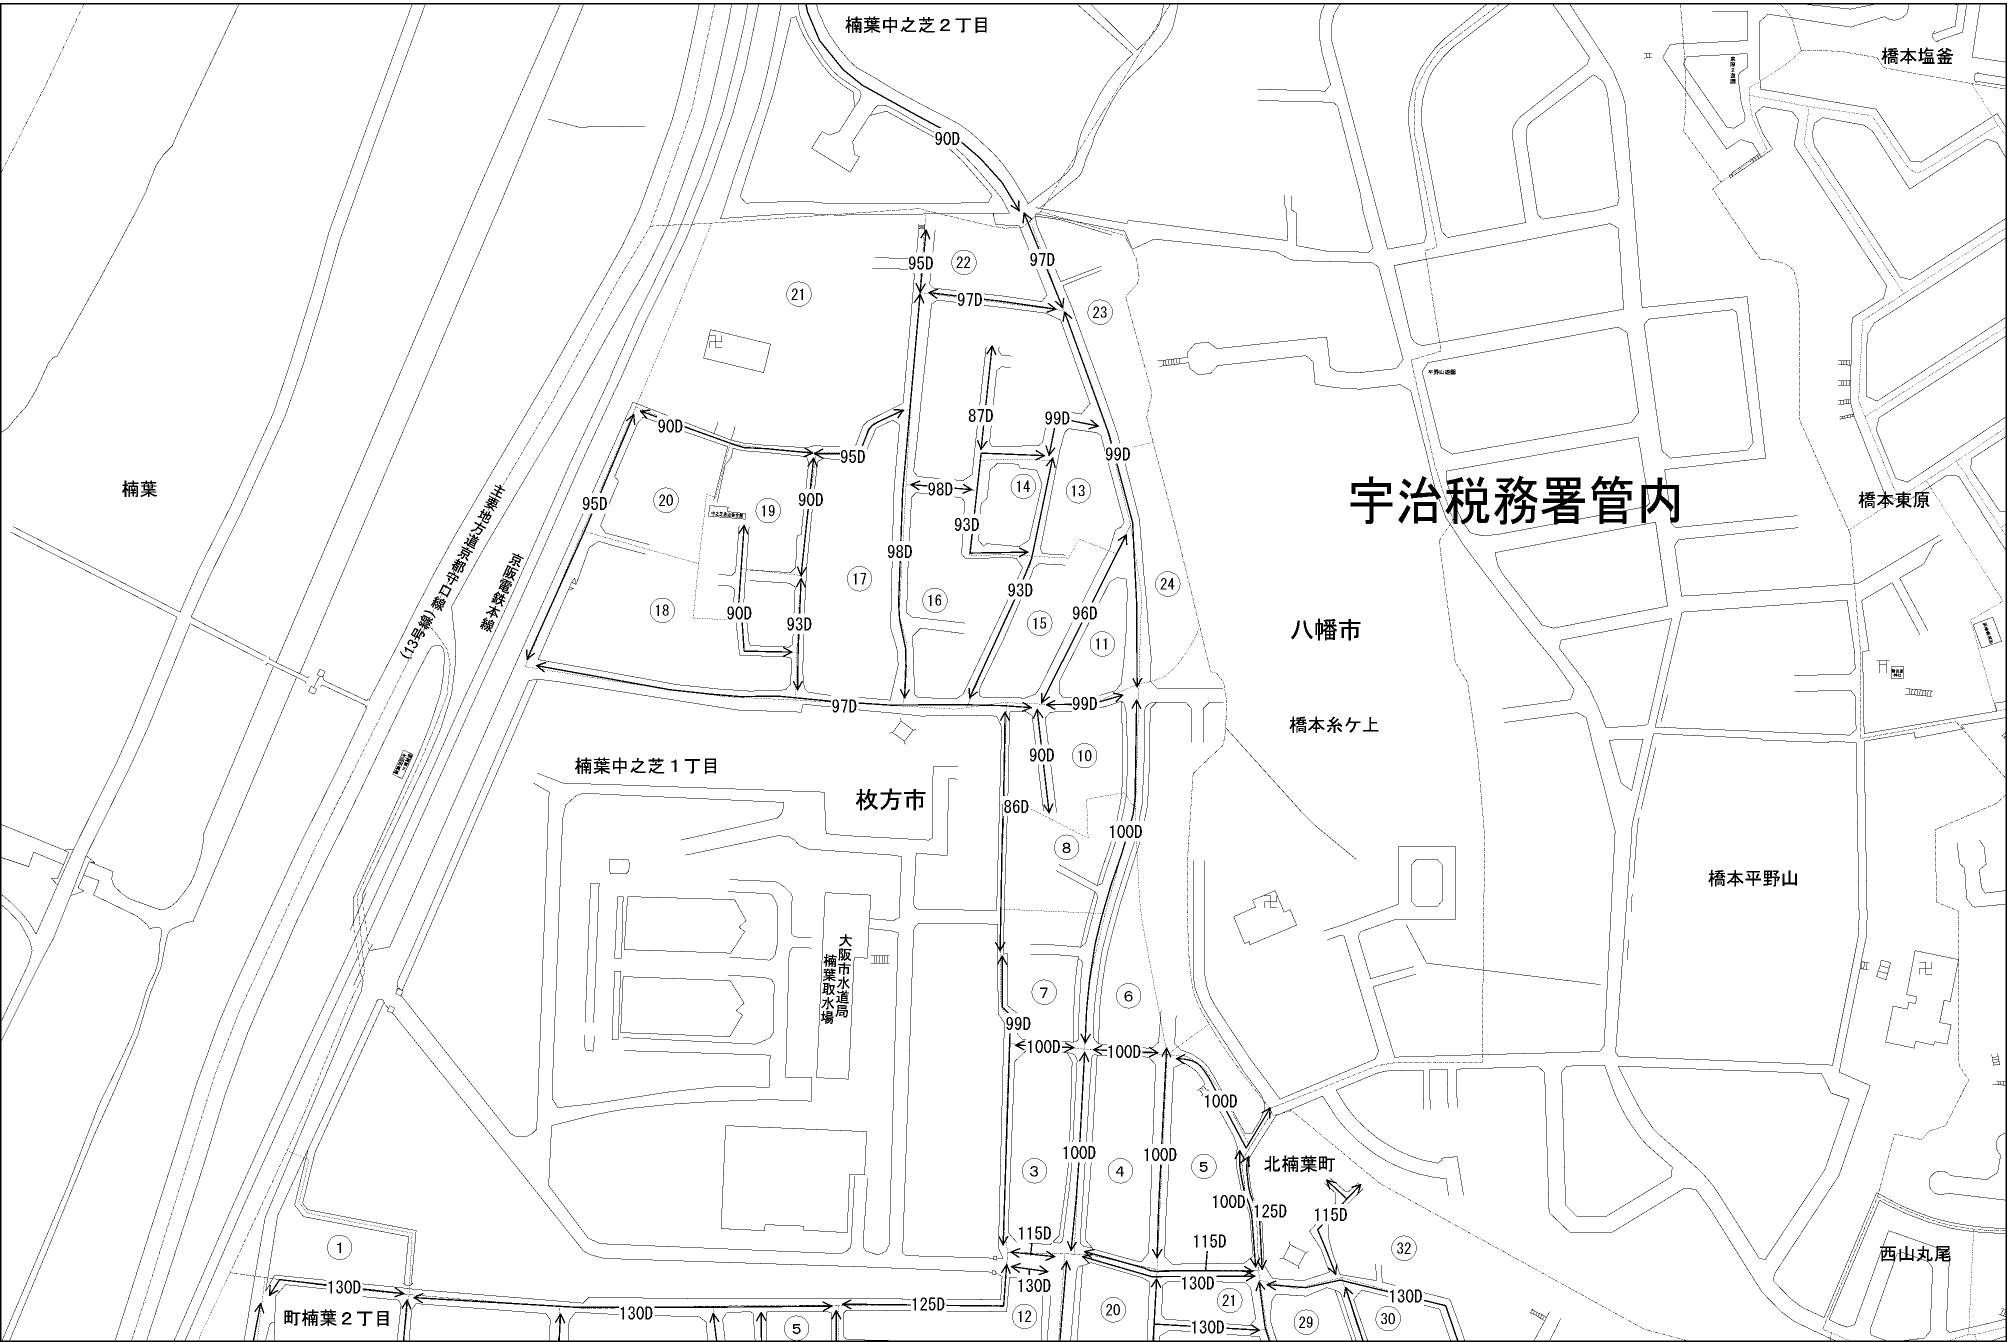 楠葉中之芝２丁目
橋本塩釜
90D
97D
95D
22
97D
21
23
平野山遊園
87D
99D
90D
95D
99D
楠葉
20
95D
19
90D
98D
14
13
宇治税務署管内
橋本東原
93D
主要地方道京都守口線
(13号線)
京阪電鉄本線
98D
17
24
93D
16
18
90D
93D
15
96D
11
八幡市
97D
99D
橋本糸ケ上
90D
10
楠葉中之芝１丁目
枚方市
86D
100D
8
橋本平野山
大阪市水道局
楠葉取水場
7
6
99D
100D
100D
100D
3
100D
4
100D
5
北楠葉町
100D
125D
115D
115D
115D
1
32
西山丸尾
130D
130D
130D
130D
125D
20
21
130D
町楠葉２丁目
130D
12
5
130D
29
30